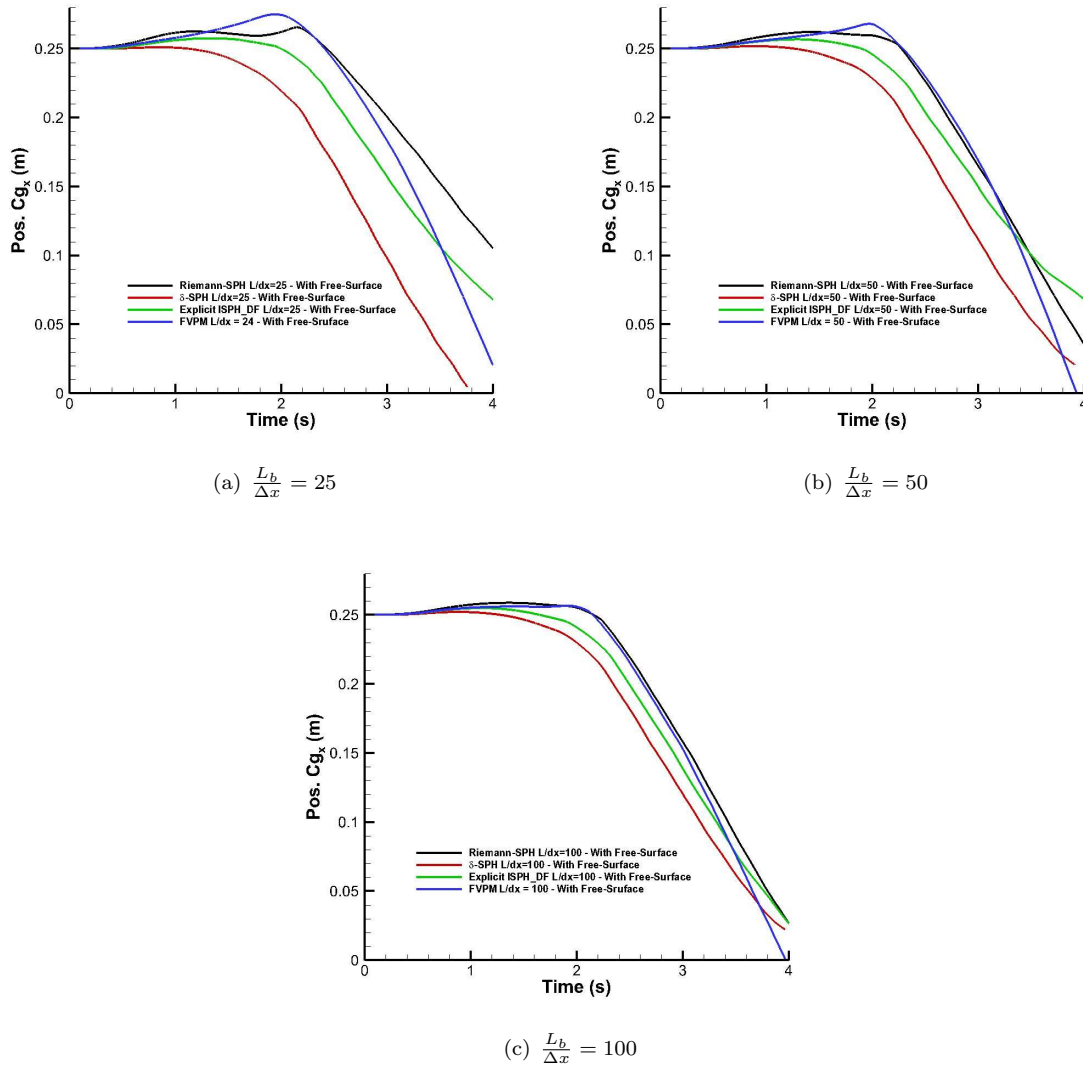 0.25
0.2
0.15
0.1
0.05
0
Pos. Cg_x (m)
Riemann-SPH L/dx=25 - With Free-Surface
δ-SPH L/dx=25 - With Free-Surface
Explicit ISPH_DF L/dx=25 - With Free-Surface
FVPM L/dx = 24 - With Free-Sruface
0 1 2 3 4
Time (s)
(a) L_b/Δx = 25
0.25
0.2
0.15
0.1
0.05
0
Pos. Cg_x (m)
Riemann-SPH L/dx=50 - With Free-Surface
δ-SPH L/dx=50 - With Free-Surface
Explicit ISPH_DF L/dx=50 - With Free-Surface
FVPM L/dx = 50 - With Free-Sruface
0 1 2 3 4
Time (s)
(b) L_b/Δx = 50
0.25
0.2
0.15
0.1
0.05
0
Pos. Cg_x (m)
Riemann-SPH L/dx=100 - With Free-Surface
δ-SPH L/dx=100 - With Free-Surface
Explicit ISPH_DF L/dx=100 - With Free-Surface
FVPM L/dx = 100 - With Free-Sruface
0 1 2 3 4
Time (s)
(c) L_b/Δx = 100